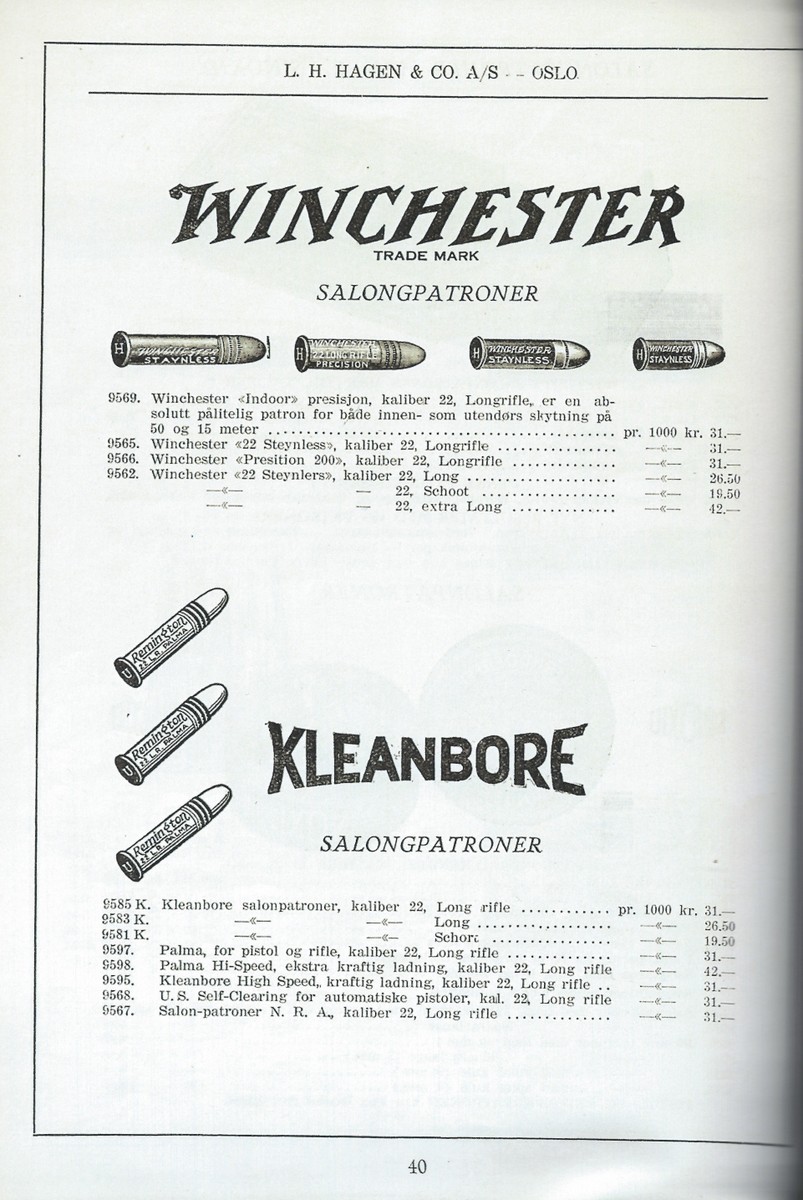 L. H. HAGEN & CO. A/S -- OSLO.
WINCHESTER
TRADE MARK
SALONGPATRONER
H WINCHESTER STAYNLESS
H WINCHESTER 22 LONG RIFLE PRECISION
H WINCHESTER STAYNLESS
H WINCHESTER STAYNLESS
9569. Winchester «Indoor» presisjon, kaliber 22, Longrifle, er en ab-
solutt pålitelig patron for både innen- som utendørs skytning på
50 og 15 meter ............................................ pr. 1000 kr. 31.—
9565. Winchester «22 Steynless», kaliber 22, Longrifle ............... —«— 31.—
9566. Winchester «Presition 200», kaliber 22, Longrifle ............. —«— 31.—
9562. Winchester «22 Steynlers», kaliber 22, Long ................... —«— 26.50
—«— — 22, Schoot ................. —«— 19.50
—«— — 22, extra Long ............. —«— 42.—
U Remington 22 L.R. PALMA
U Remington 22 L.R. PALMA
U Remington 22 L.R. PALMA
KLEANBORE
SALONGPATRONER
9585 K. Kleanbore salonpatroner, kaliber 22, Long rifle ........... pr. 1000 kr. 31.—
9583 K. —«— —«— Long ................. —«— 26.50
9581 K. —«— —«— Schort ............... —«— 19.50
9597. Palma, for pistol og rifle, kaliber 22, Long rifle .............. —«— 31.—
9598. Palma Hi-Speed, ekstra kraftig ladning, kaliber 22, Long rifle —«— 42.—
9595. Kleanbore High Speed, kraftig ladning, kaliber 22, Long rifle .. —«— 31.—
9568. U. S. Self-Clearing for automatiske pistoler, kal. 22, Long rifle —«— 31.—
9567. Salon-patroner N. R. A., kaliber 22, Long rifle ............. —«— 31.—
40